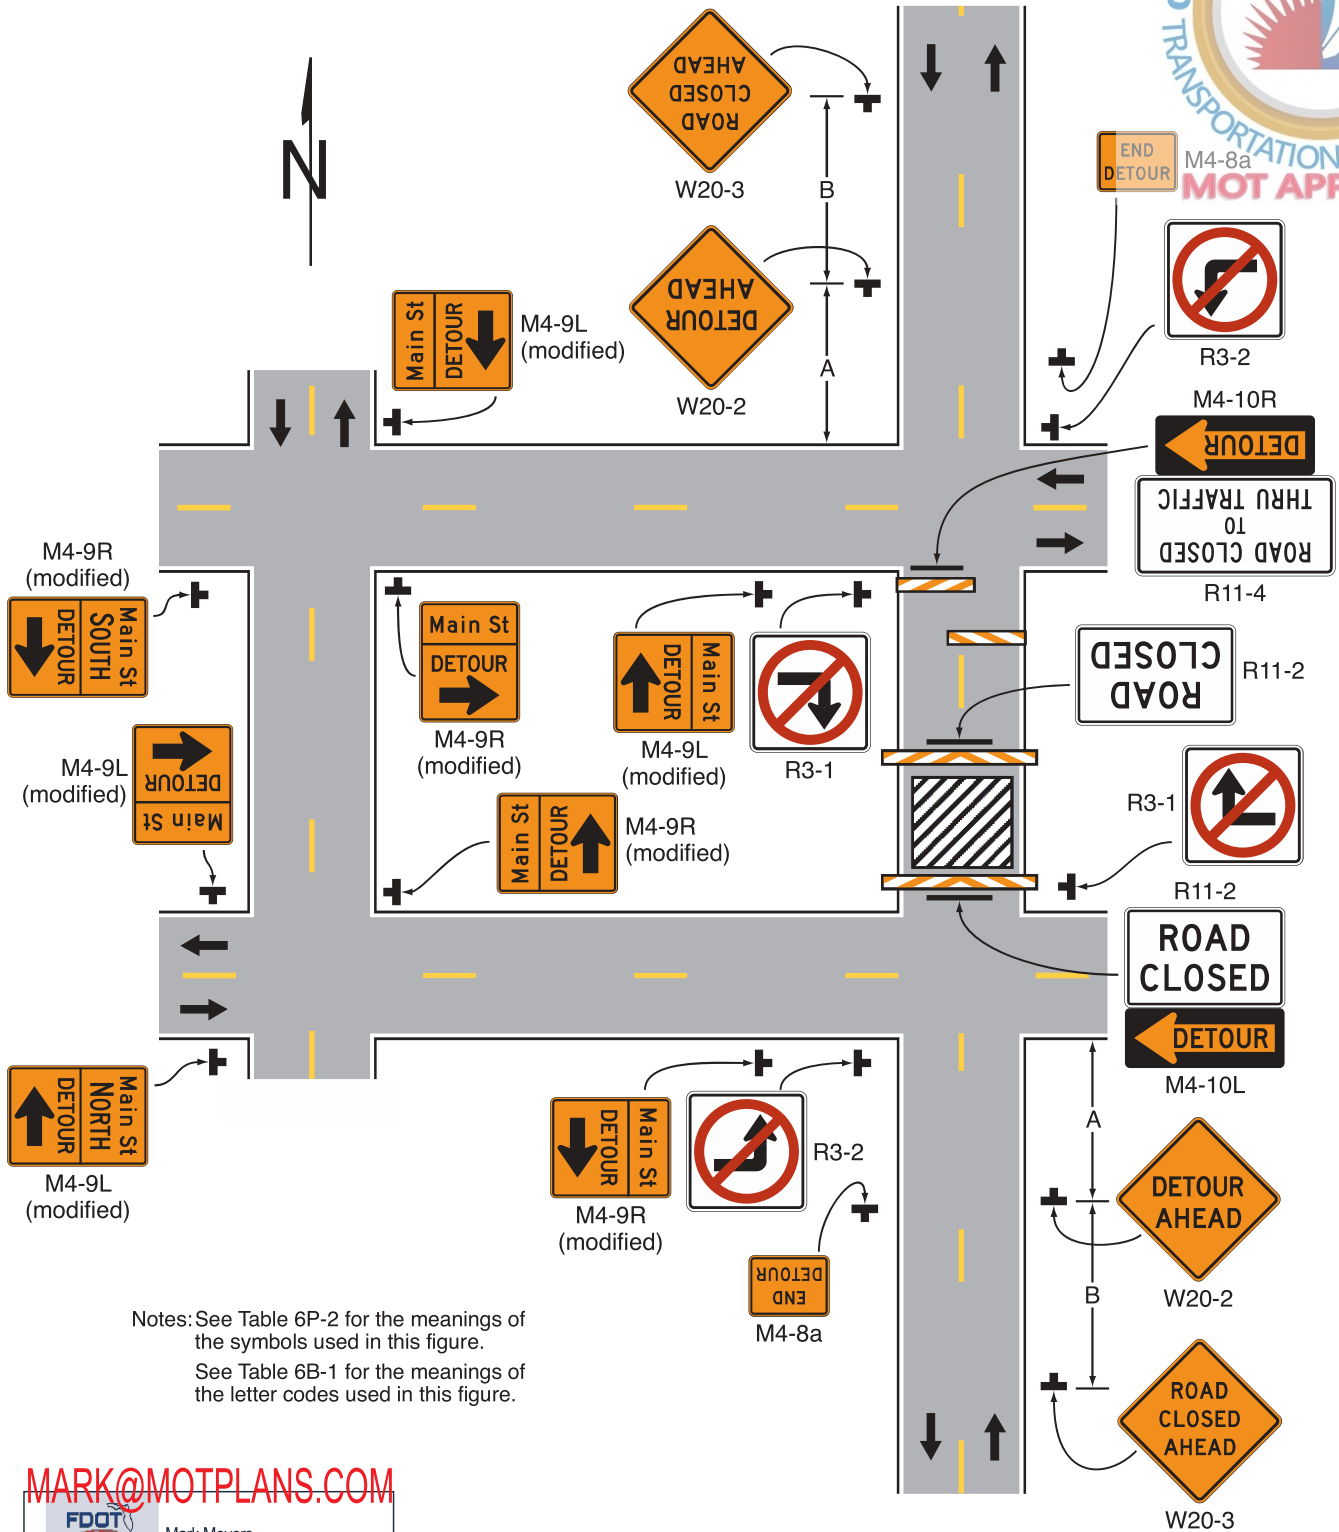 TRANSPORTATION
MOT APP
N
ROAD
CLOSED
AHEAD
W20-3
B
END
DETOUR
M4-8a
DETOUR
AHEAD
W20-2
A
R3-2
Main St
DETOUR
M4-9L
(modified)
M4-10R
DETOUR
ROAD CLOSED
TO
THRU TRAFFIC
R11-4
M4-9R
(modified)
Main St
SOUTH
DETOUR
Main St
DETOUR
M4-9R
(modified)
Main St
DETOUR
M4-9L
(modified)
R3-1
ROAD
CLOSED
R11-2
M4-9L
(modified)
Main St
DETOUR
Main St
DETOUR
M4-9R
(modified)
R3-1
R11-2
ROAD
CLOSED
DETOUR
M4-10L
Main St
NORTH
DETOUR
M4-9L
(modified)
Main St
DETOUR
M4-9R
(modified)
R3-2
A
DETOUR
AHEAD
W20-2
END
DETOUR
M4-8a
B
Notes: See Table 6P-2 for the meanings of
the symbols used in this figure.
See Table 6B-1 for the meanings of
the letter codes used in this figure.
ROAD
CLOSED
AHEAD
W20-3
MARK@MOTPLANS.COM
FDOT